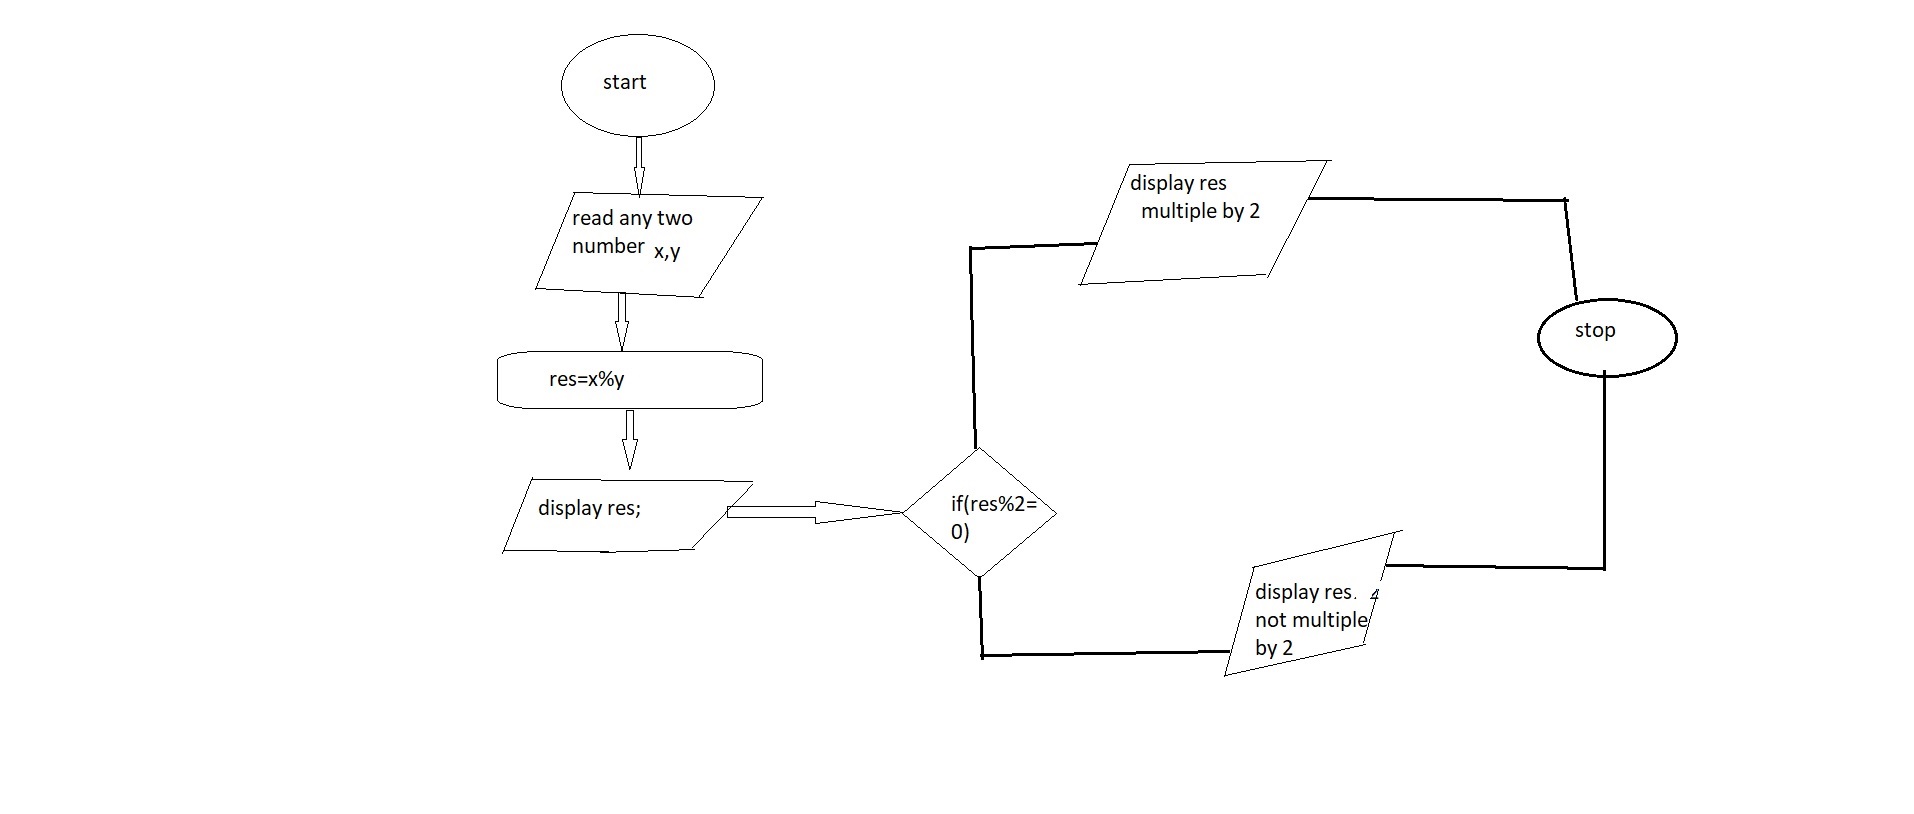 start
read any two
number x,y
res=x%y
display res;
if(res%2=
0)
display res
multiple by 2
stop
display res.
not multiple
by 2